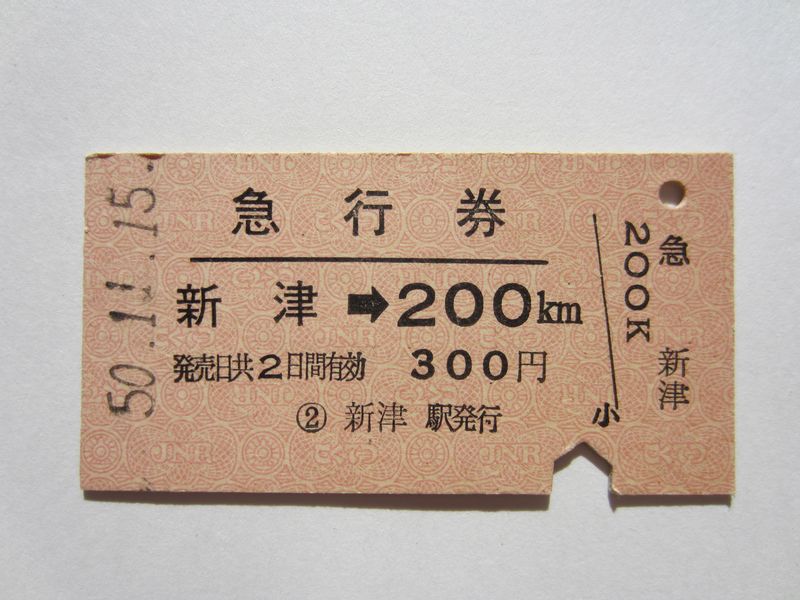 50.11.15.
急行券
新津➡200km
発売日共2日間有効 300円
② 新津 駅発行
小
急 200K
新津